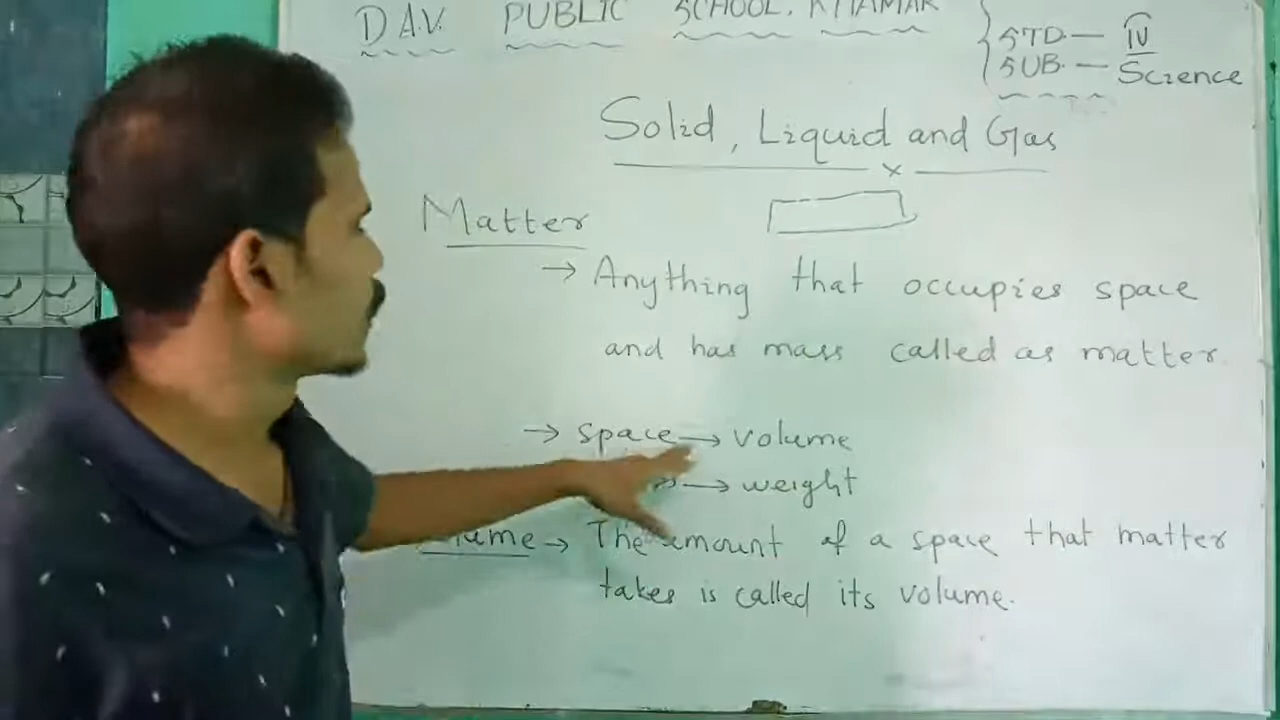 D.A.V. PUBLIC SCHOOL, KHAMAR
STD — IV
SUB. — Science
Solid, Liquid and Gas
Matter
→ Anything that occupies space
and has mass called as matter.
→ space → volume
→ weight
→ The amount of a space that matter
takes is called its volume.